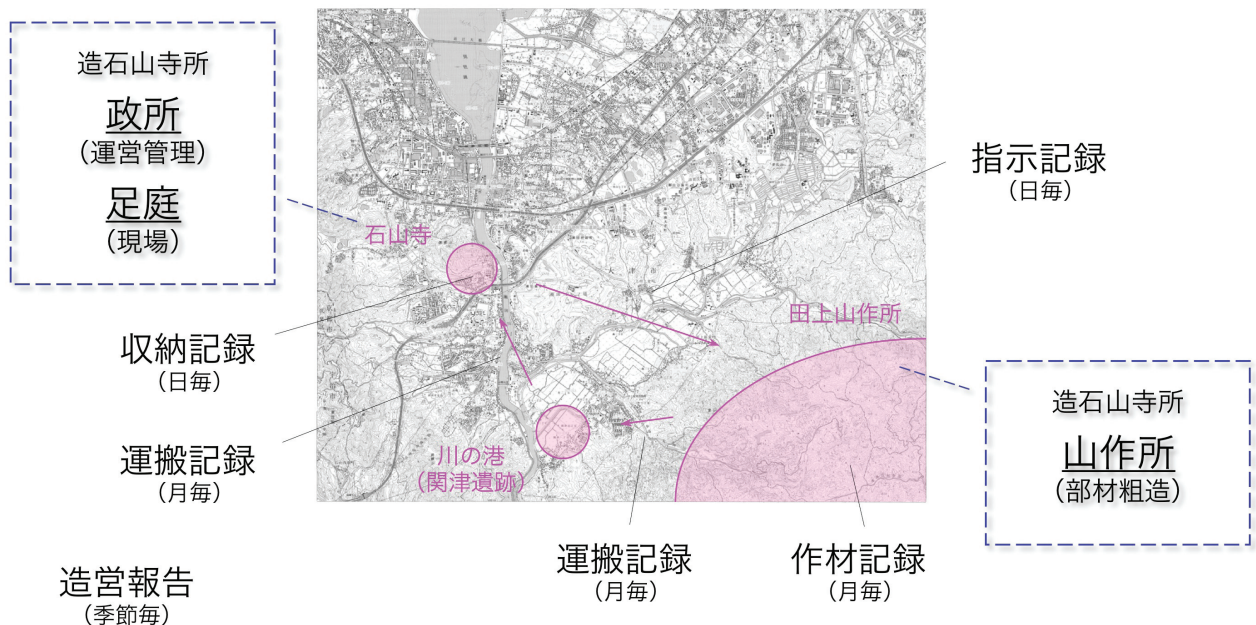 造石山寺所
政所
（運営管理）
足庭
（現場）
石山寺
指示記録
（日毎）
田上山作所
収納記録
（日毎）
造石山寺所
山作所
（部材粗造）
運搬記録
（月毎）
川の港
（関津遺跡）
運搬記録
（月毎）
作材記録
（月毎）
造営報告
（季節毎）
大津市